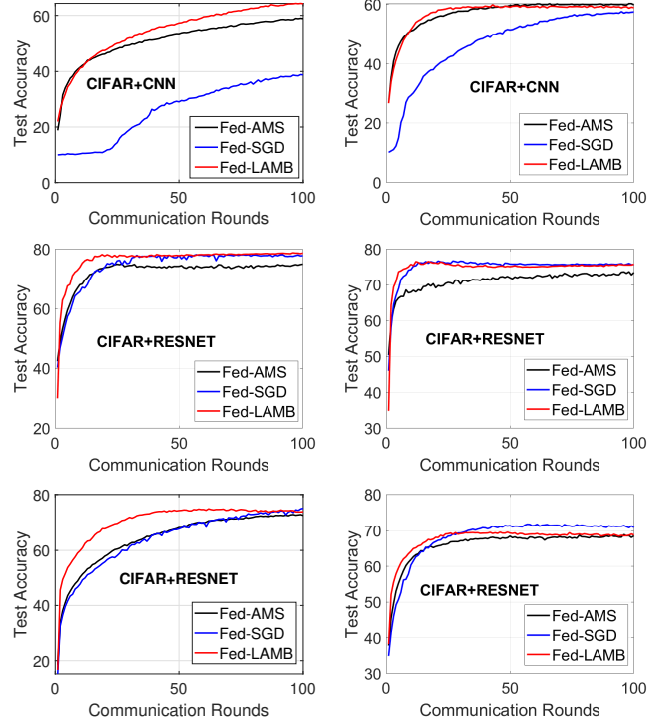 60
40
20
0
Test Accuracy
CIFAR+CNN
Fed-AMS
Fed-SGD
Fed-LAMB
0
50
100
Communication Rounds
60
50
40
30
20
10
0
Test Accuracy
CIFAR+CNN
Fed-AMS
Fed-SGD
Fed-LAMB
0
50
100
Communication Rounds
80
60
40
20
Test Accuracy
CIFAR+RESNET
Fed-AMS
Fed-SGD
Fed-LAMB
0
50
100
Communication Rounds
80
70
60
50
40
30
Test Accuracy
CIFAR+RESNET
Fed-AMS
Fed-SGD
Fed-LAMB
0
50
100
Communication Rounds
80
60
40
20
Test Accuracy
CIFAR+RESNET
Fed-AMS
Fed-SGD
Fed-LAMB
0
50
100
Communication Rounds
80
70
60
50
40
30
Test Accuracy
CIFAR+RESNET
Fed-AMS
Fed-SGD
Fed-LAMB
0
50
100
Communication Rounds